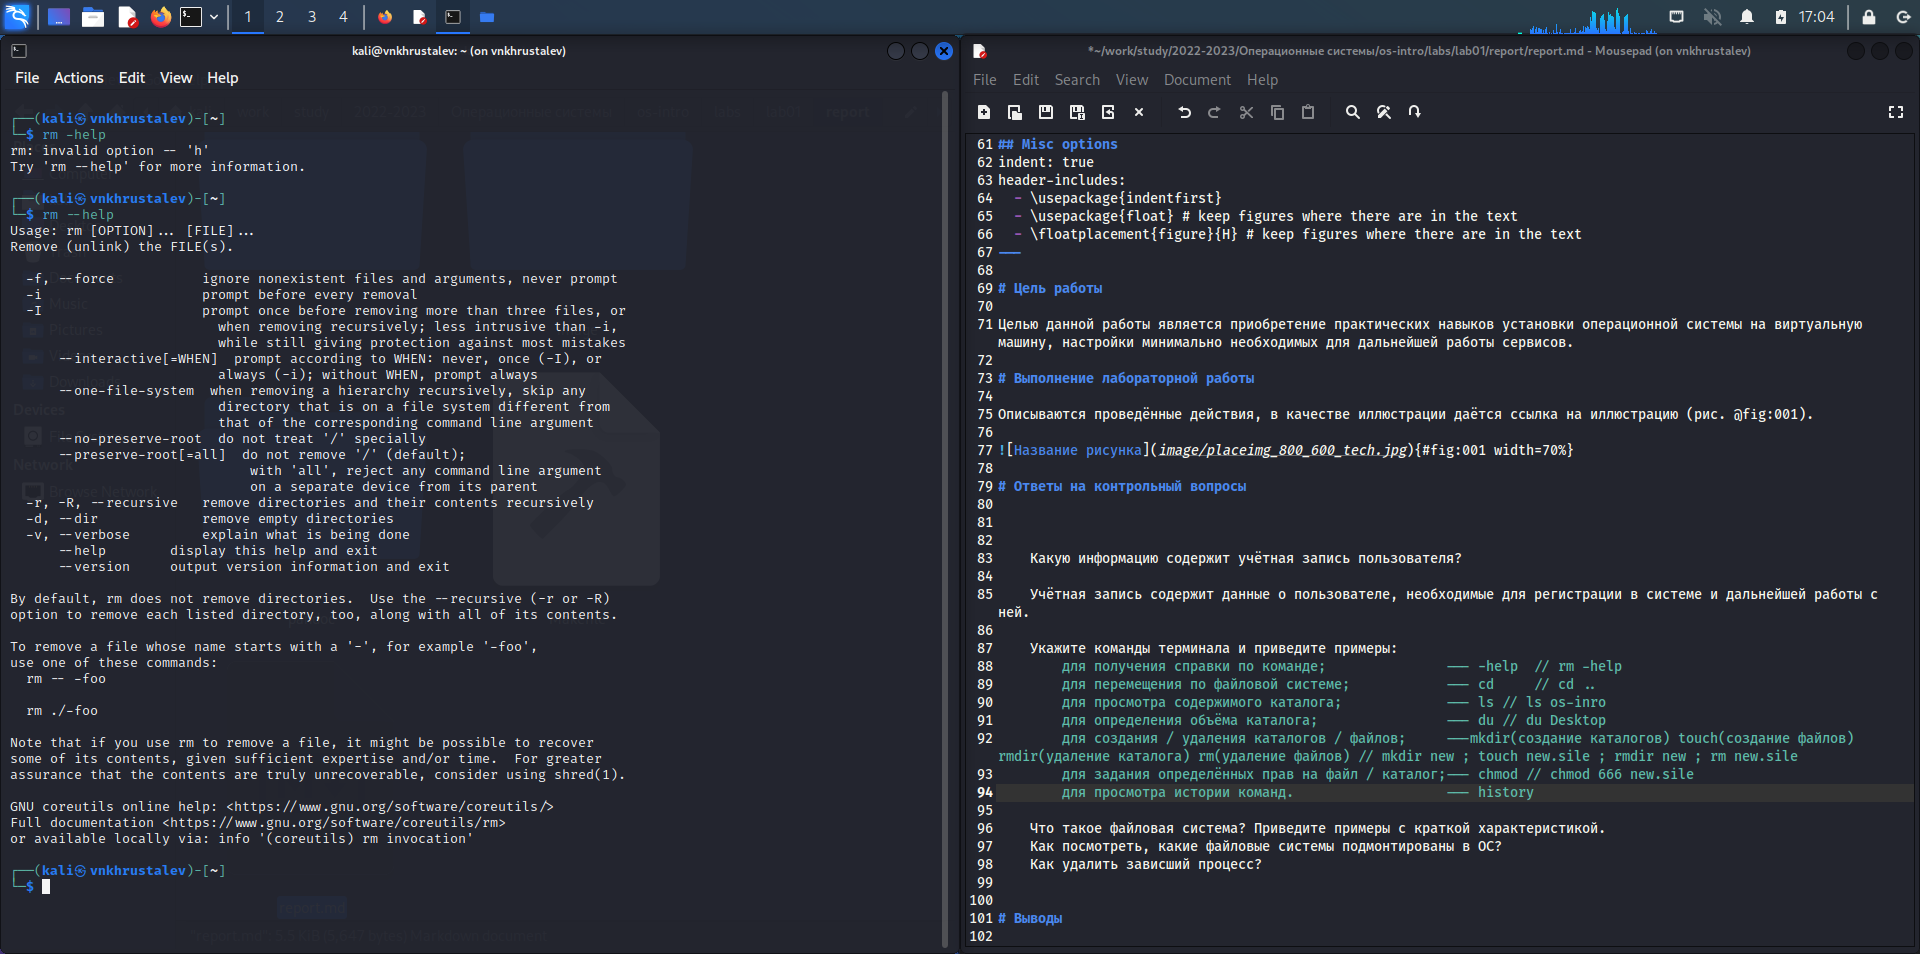 1 2 3 4 17:04
kali@vnkhrustalev: ~ (on vnkhrustalev)
File Actions Edit View Help
┌──(kali㉿vnkhrustalev)-[~]
└─$ rm -help
rm: invalid option -- 'h'
Try 'rm --help' for more information.
┌──(kali㉿vnkhrustalev)-[~]
└─$ rm --help
Usage: rm [OPTION]... [FILE]...
Remove (unlink) the FILE(s).
-f, --force ignore nonexistent files and arguments, never prompt
-i prompt before every removal
-I prompt once before removing more than three files, or
when removing recursively; less intrusive than -i,
while still giving protection against most mistakes
--interactive[=WHEN] prompt according to WHEN: never, once (-I), or
always (-i); without WHEN, prompt always
--one-file-system when removing a hierarchy recursively, skip any
directory that is on a file system different from
that of the corresponding command line argument
--no-preserve-root do not treat '/' specially
--preserve-root[=all] do not remove '/' (default);
with 'all', reject any command line argument
on a separate device from its parent
-r, -R, --recursive remove directories and their contents recursively
-d, --dir remove empty directories
-v, --verbose explain what is being done
--help display this help and exit
--version output version information and exit
By default, rm does not remove directories. Use the --recursive (-r or -R)
option to remove each listed directory, too, along with all of its contents.
To remove a file whose name starts with a '-', for example '-foo',
use one of these commands:
rm -- -foo
rm ./-foo
Note that if you use rm to remove a file, it might be possible to recover
some of its contents, given sufficient expertise and/or time. For greater
assurance that the contents are truly unrecoverable, consider using shred(1).
GNU coreutils online help: <https://www.gnu.org/software/coreutils/>
Full documentation <https://www.gnu.org/software/coreutils/rm>
or available locally via: info '(coreutils) rm invocation'
┌──(kali㉿vnkhrustalev)-[~]
└─$
*~/work/study/2022-2023/Операционные системы/os-intro/labs/lab01/report/report.md - Mousepad (on vnkhrustalev)
File Edit Search View Document Help
61 ## Misc options
62 indent: true
63 header-includes:
64 - \usepackage{indentfirst}
65 - \usepackage{float} # keep figures where there are in the text
66 - \floatplacement{figure}{H} # keep figures where there are in the text
67 ---
68
69 # Цель работы
70
71 Целью данной работы является приобретение практических навыков установки операционной системы на виртуальную
машину, настройки минимально необходимых для дальнейшей работы сервисов.
72
73 # Выполнение лабораторной работы
74
75 Описываются проведённые действия, в качестве иллюстрации даётся ссылка на иллюстрацию (рис. @fig:001).
76
77 ![Название рисунка](image/placeimg_800_600_tech.jpg){#fig:001 width=70%}
78
79 # Ответы на контрольный вопросы
80
81
82
83 Какую информацию содержит учётная запись пользователя?
84
85 Учётная запись содержит данные о пользователе, необходимые для регистрации в системе и дальнейшей работы с
ней.
86
87 Укажите команды терминала и приведите примеры:
88 для получения справки по команде; --- -help // rm -help
89 для перемещения по файловой системе; --- cd // cd ..
90 для просмотра содержимого каталога; --- ls // ls os-inro
91 для определения объёма каталога; --- du // du Desktop
92 для создания / удаления каталогов / файлов; ---mkdir(создание каталогов) touch(создание файлов)
rmdir(удаление каталога) rm(удаление файлов) // mkdir new ; touch new.sile ; rmdir new ; rm new.sile
93 для задания определённых прав на файл / каталог;--- chmod // chmod 666 new.sile
94 для просмотра истории команд. --- history
95
96 Что такое файловая система? Приведите примеры с краткой характеристикой.
97 Как посмотреть, какие файловые системы подмонтированы в ОС?
98 Как удалить зависший процесс?
99
100
101 # Выводы
102